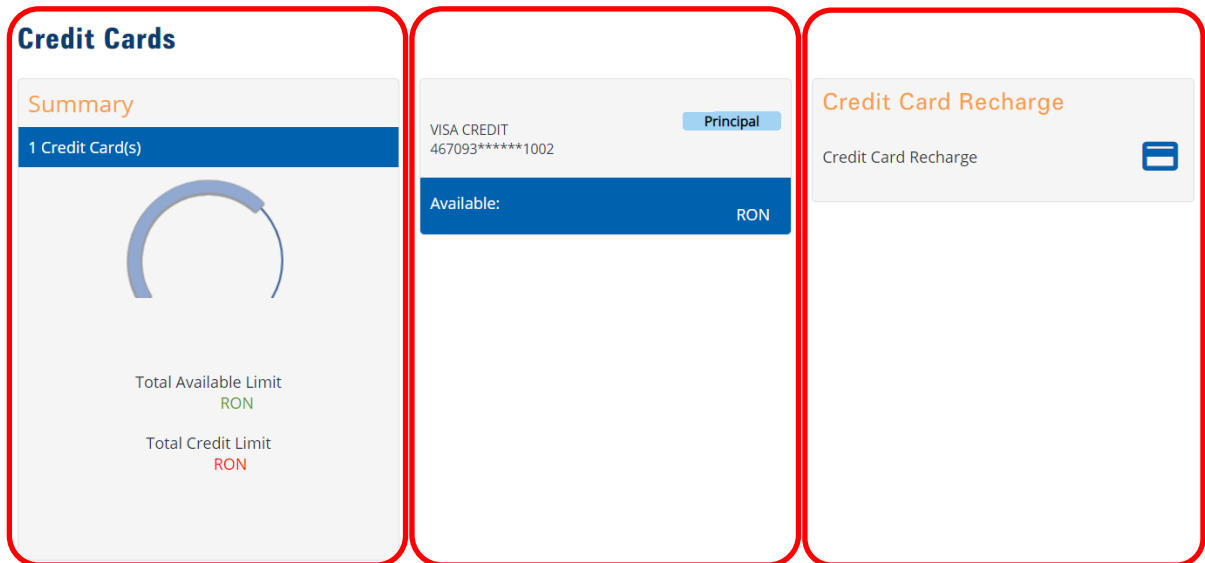 Credit Cards
Summary
1 Credit Card(s)
Total Available Limit
RON
Total Credit Limit
RON
Principal
VISA CREDIT
467093******1002
Available:
RON
Credit Card Recharge
Credit Card Recharge